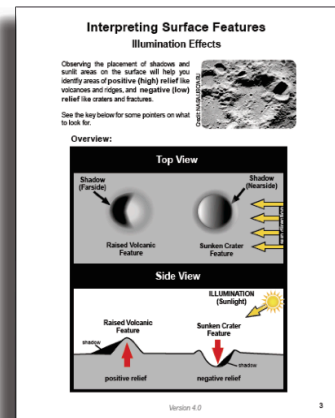 Interpreting Surface Features
Illumination Effects
Observing the placement of shadows and
sunlit areas on the surface will help you
identify areas of positive (high) relief like
volcanoes and ridges, and negative (low)
relief like craters and fractures.
See the key below for some pointers on what
to look for.
Overview:
Top View
Shadow
(Farside)
Shadow
(Nearside)
Raised Volcanic
Feature
Sunken Crater
Feature
Side View
ILLUMINATION
(Sunlight)
Raised Volcanic
Feature
Sunken Crater
Feature
shadow
shadow
positive relief
negative relief
Version 4.0
3